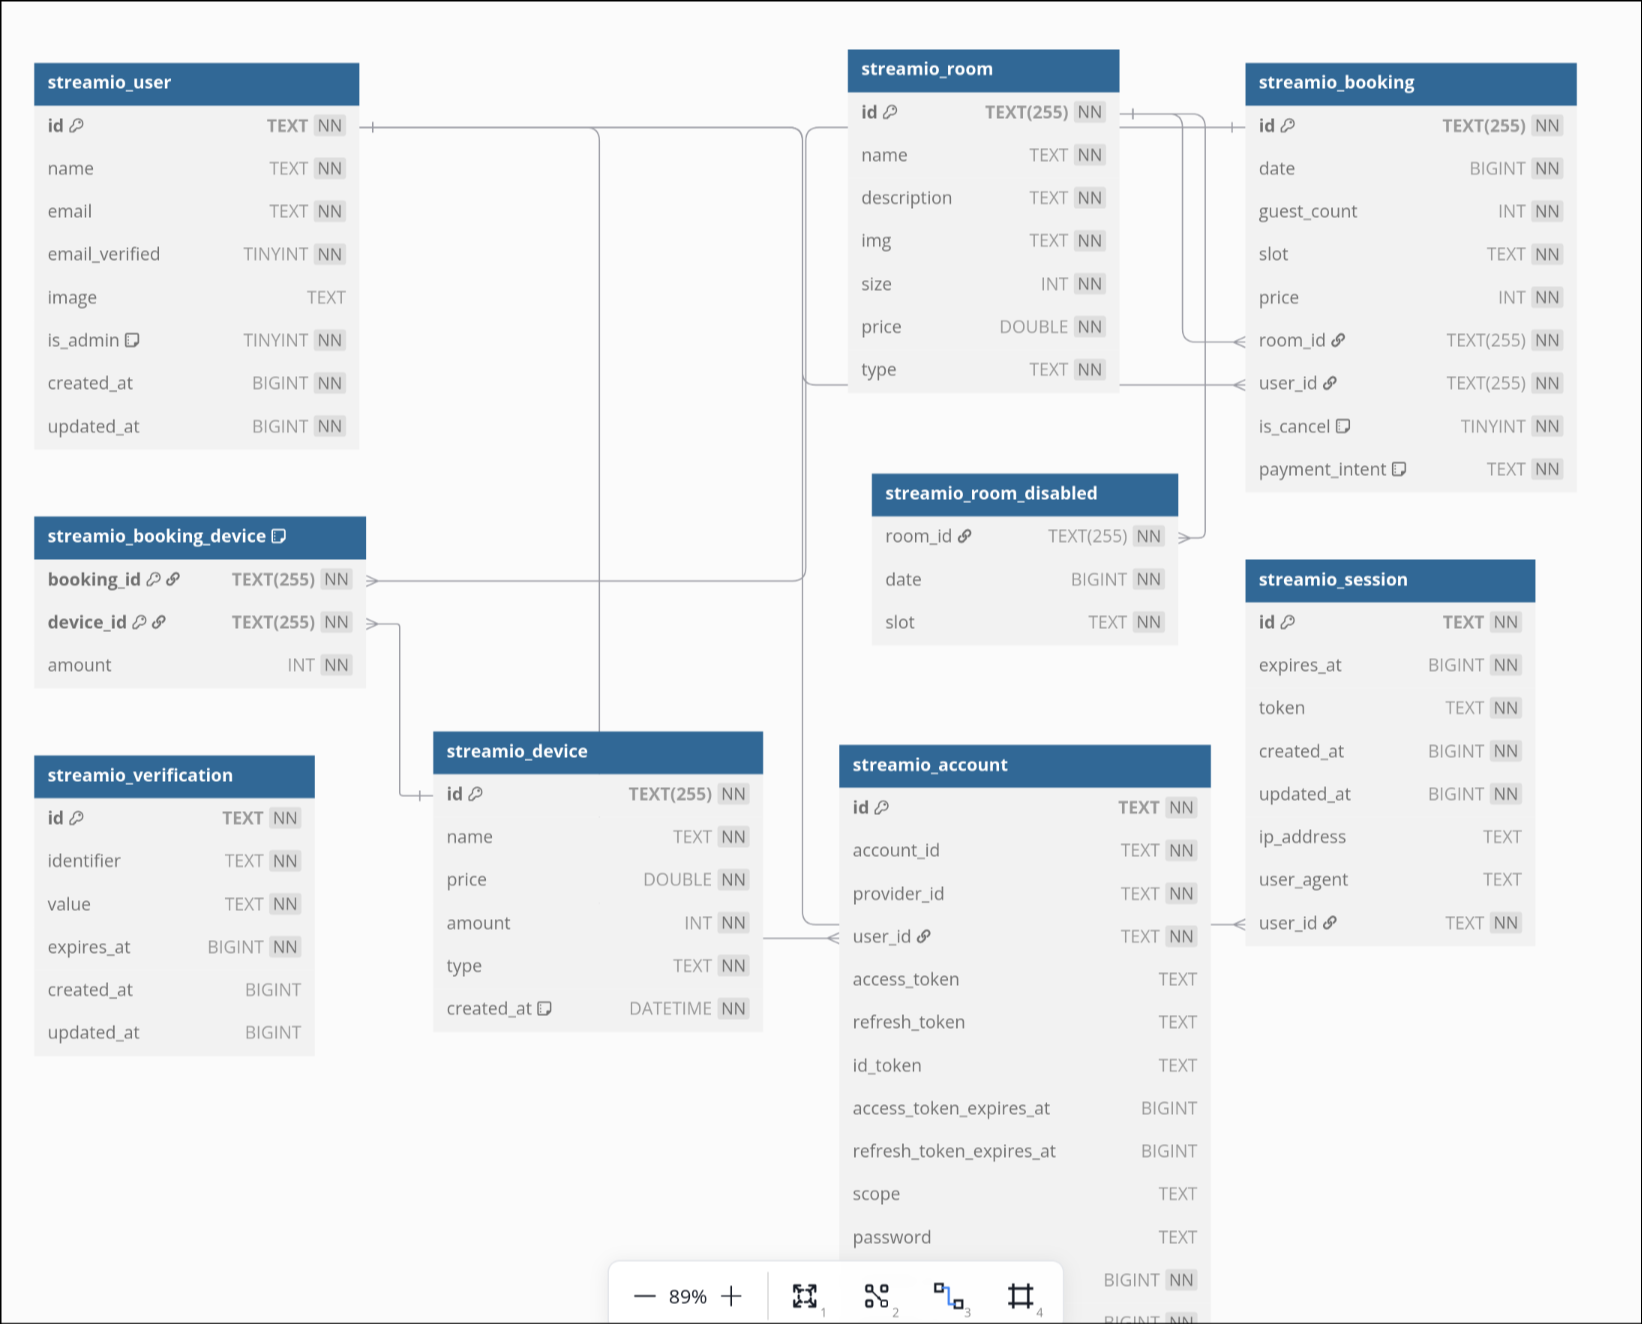 streamio_user
id TEXT NN
name TEXT NN
email TEXT NN
email_verified TINYINT NN
image TEXT
is_admin TINYINT NN
created_at BIGINT NN
updated_at BIGINT NN
streamio_room
id TEXT(255) NN
name TEXT NN
description TEXT NN
img TEXT NN
size INT NN
price DOUBLE NN
type TEXT NN
streamio_booking
id TEXT(255) NN
date BIGINT NN
guest_count INT NN
slot TEXT NN
price INT NN
room_id TEXT(255) NN
user_id TEXT(255) NN
is_cancel TINYINT NN
payment_intent TEXT NN
streamio_booking_device
booking_id TEXT(255) NN
device_id TEXT(255) NN
amount INT NN
streamio_room_disabled
room_id TEXT(255) NN
date BIGINT NN
slot TEXT NN
streamio_session
id TEXT NN
expires_at BIGINT NN
token TEXT NN
created_at BIGINT NN
updated_at BIGINT NN
ip_address TEXT
user_agent TEXT
user_id TEXT NN
streamio_verification
id TEXT NN
identifier TEXT NN
value TEXT NN
expires_at BIGINT NN
created_at BIGINT
updated_at BIGINT
streamio_device
id TEXT(255) NN
name TEXT NN
price DOUBLE NN
amount INT NN
type TEXT NN
created_at DATETIME NN
streamio_account
id TEXT NN
account_id TEXT NN
provider_id TEXT NN
user_id TEXT NN
access_token TEXT
refresh_token TEXT
id_token TEXT
access_token_expires_at BIGINT
refresh_token_expires_at BIGINT
scope TEXT
password TEXT
BIGINT NN
BIGINT NN
89% 1 2 3 4